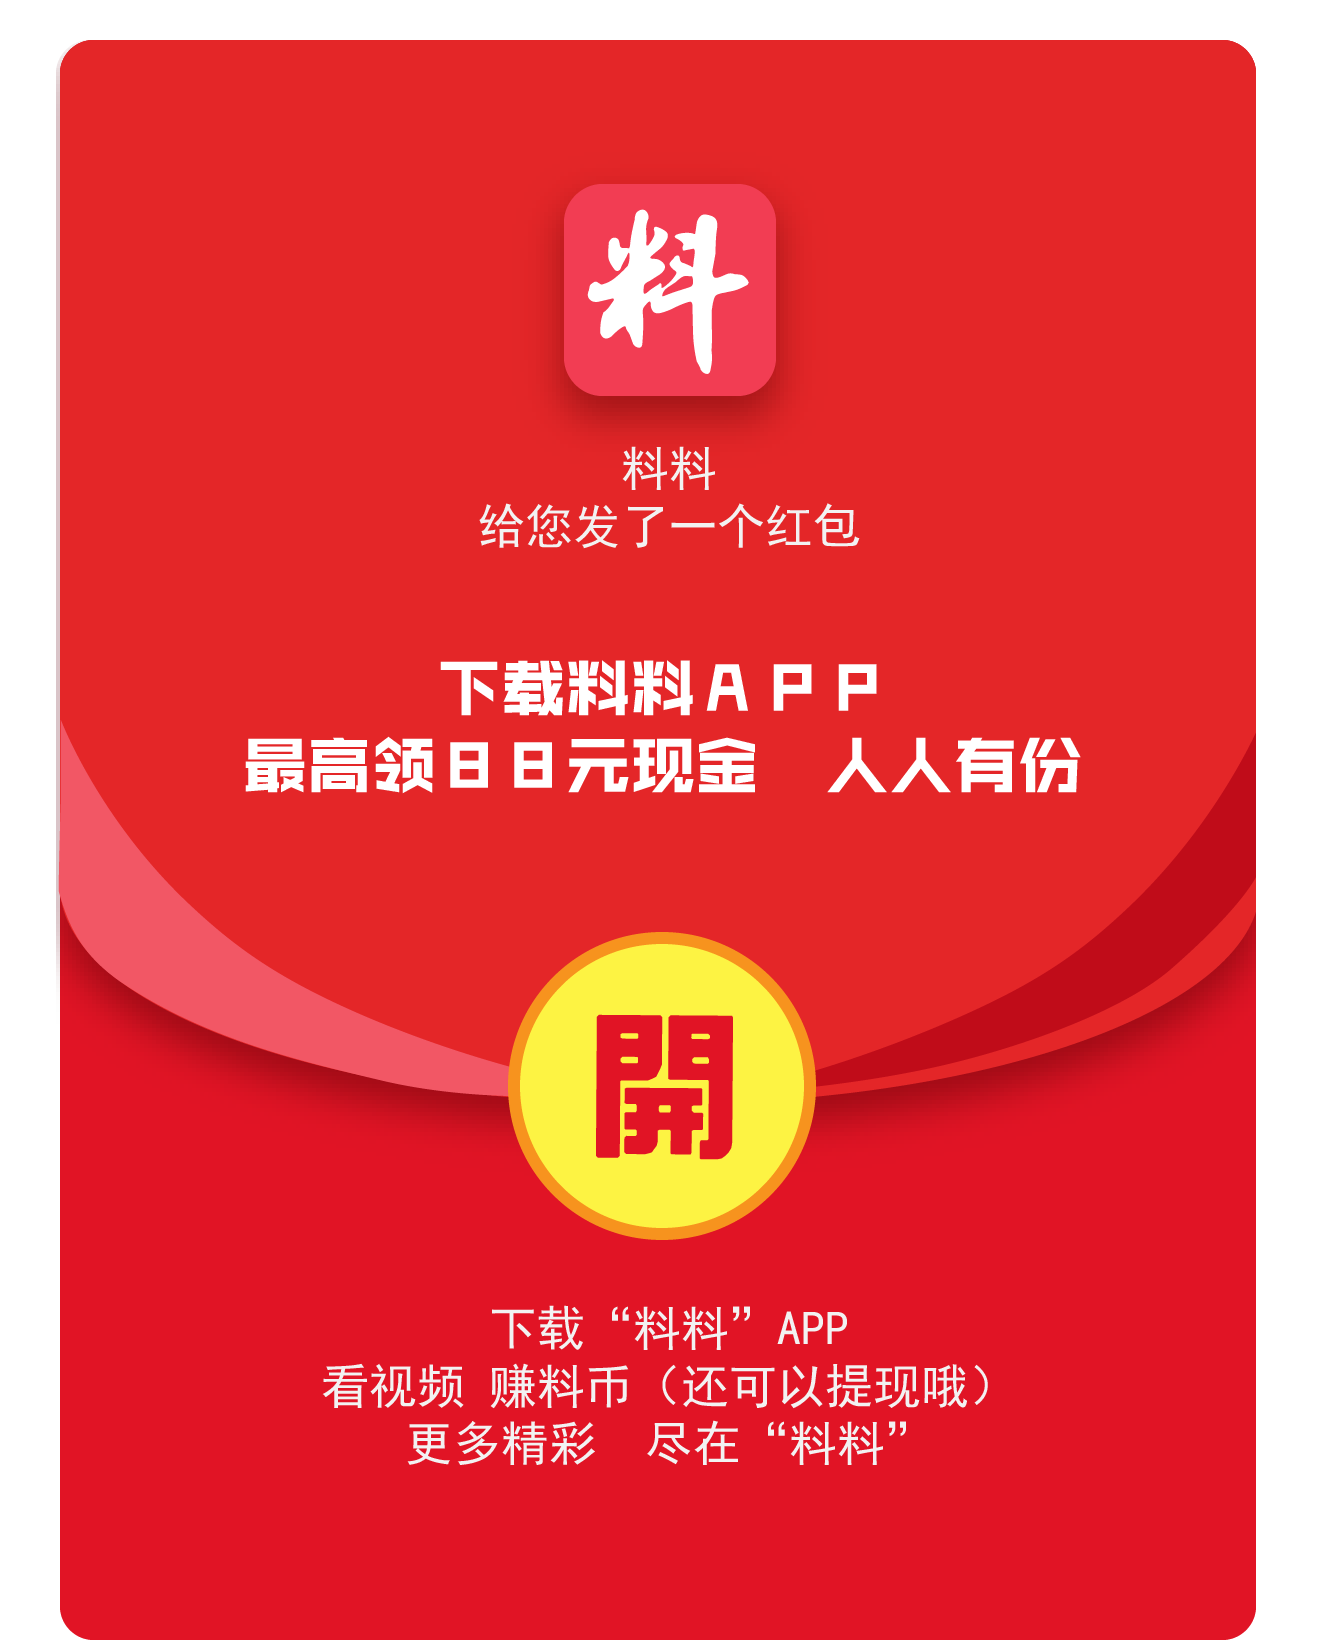 料
料料
给您发了一个红包
下载料料APP
最高领88元现金 人人有份
開
下载“料料”APP
看视频 赚料币（还可以提现哦）
更多精彩 尽在“料料”